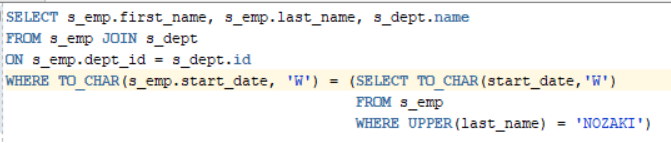 SELECT s_emp.first_name, s_emp.last_name, s_dept.name
FROM s_emp JOIN s_dept
ON s_emp.dept_id = s_dept.id
WHERE TO_CHAR(s_emp.start_date, 'W') = (SELECT TO_CHAR(start_date,'W')
FROM s_emp
WHERE UPPER(last_name) = 'NOZAKI')